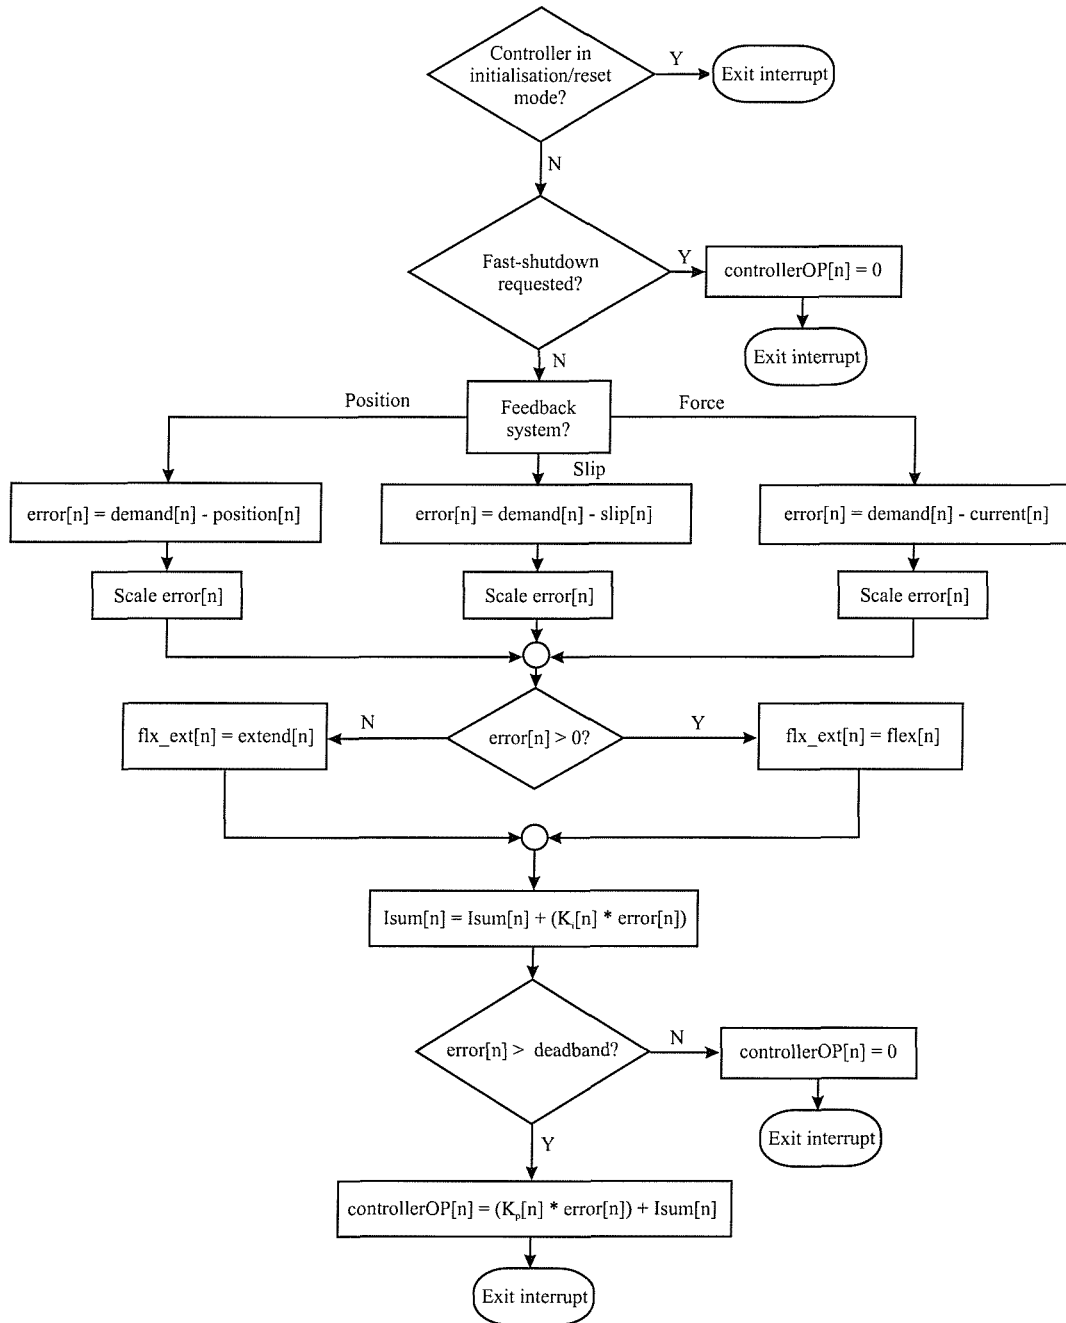 Controller in
initialisation/reset
mode?
Y
Exit interrupt
N
Fast-shutdown
requested?
Y
controllerOP[n] = 0
Exit interrupt
N
Position
Feedback
system?
Force
Slip
error[n] = demand[n] - position[n]
error[n] = demand[n] - slip[n]
error[n] = demand[n] - current[n]
Scale error[n]
Scale error[n]
Scale error[n]
flx_ext[n] = extend[n]
N
error[n] > 0?
Y
flx_ext[n] = flex[n]
Isum[n] = Isum[n] + (Kᵢ[n] * error[n])
error[n] > deadband?
N
controllerOP[n] = 0
Exit interrupt
Y
controllerOP[n] = (Kₚ[n] * error[n]) + Isum[n]
Exit interrupt